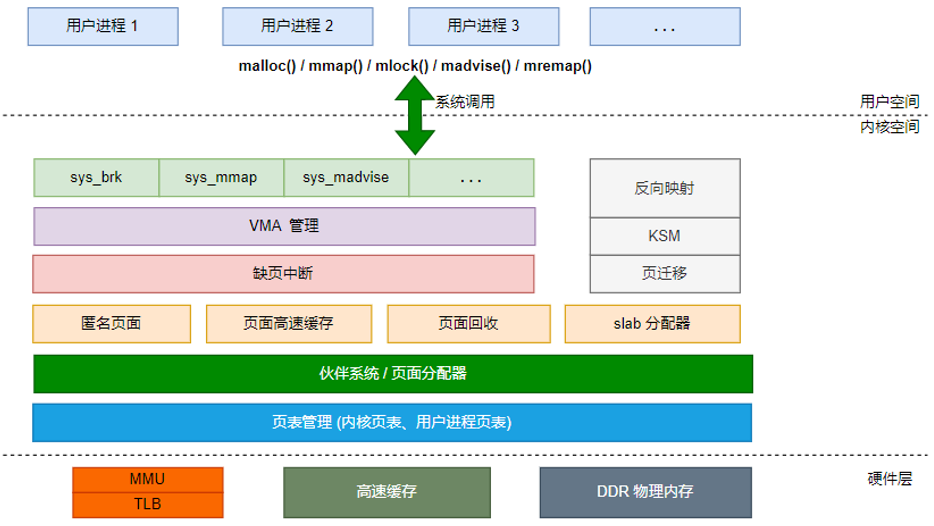 用户进程 1
用户进程 2
用户进程 3
...
malloc() / mmap() / mlock() / madvise() / mremap()
系统调用
用户空间
内核空间
sys_brk
sys_mmap
sys_madvise
...
反向映射
VMA 管理
KSM
缺页中断
页迁移
匿名页面
页面高速缓存
页面回收
slab 分配器
伙伴系统 / 页面分配器
页表管理 (内核页表、用户进程页表)
硬件层
MMU
TLB
高速缓存
DDR 物理内存